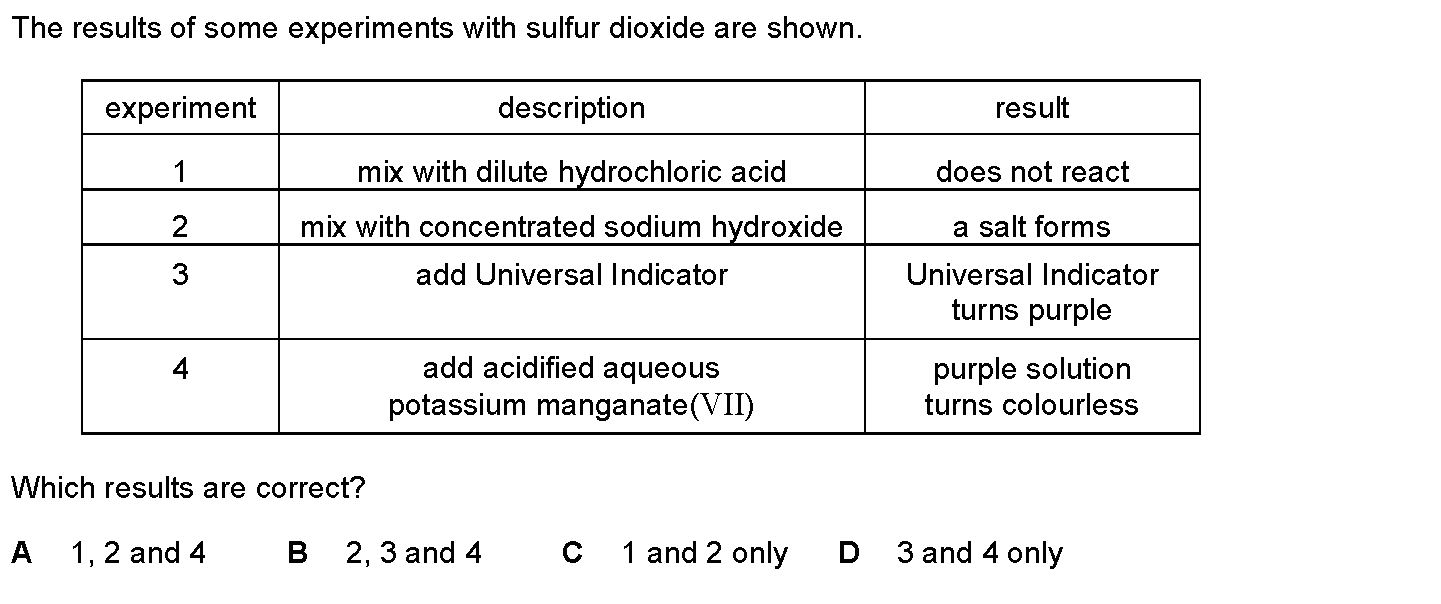 The results of some experiments with sulfur dioxide are shown.
experiment description result
1 mix with dilute hydrochloric acid does not react
2 mix with concentrated sodium hydroxide a salt forms
3 add Universal Indicator Universal Indicator
turns purple
4 add acidified aqueous purple solution
potassium manganate(VII) turns colourless
Which results are correct?
A 1, 2 and 4 B 2, 3 and 4 C 1 and 2 only D 3 and 4 only